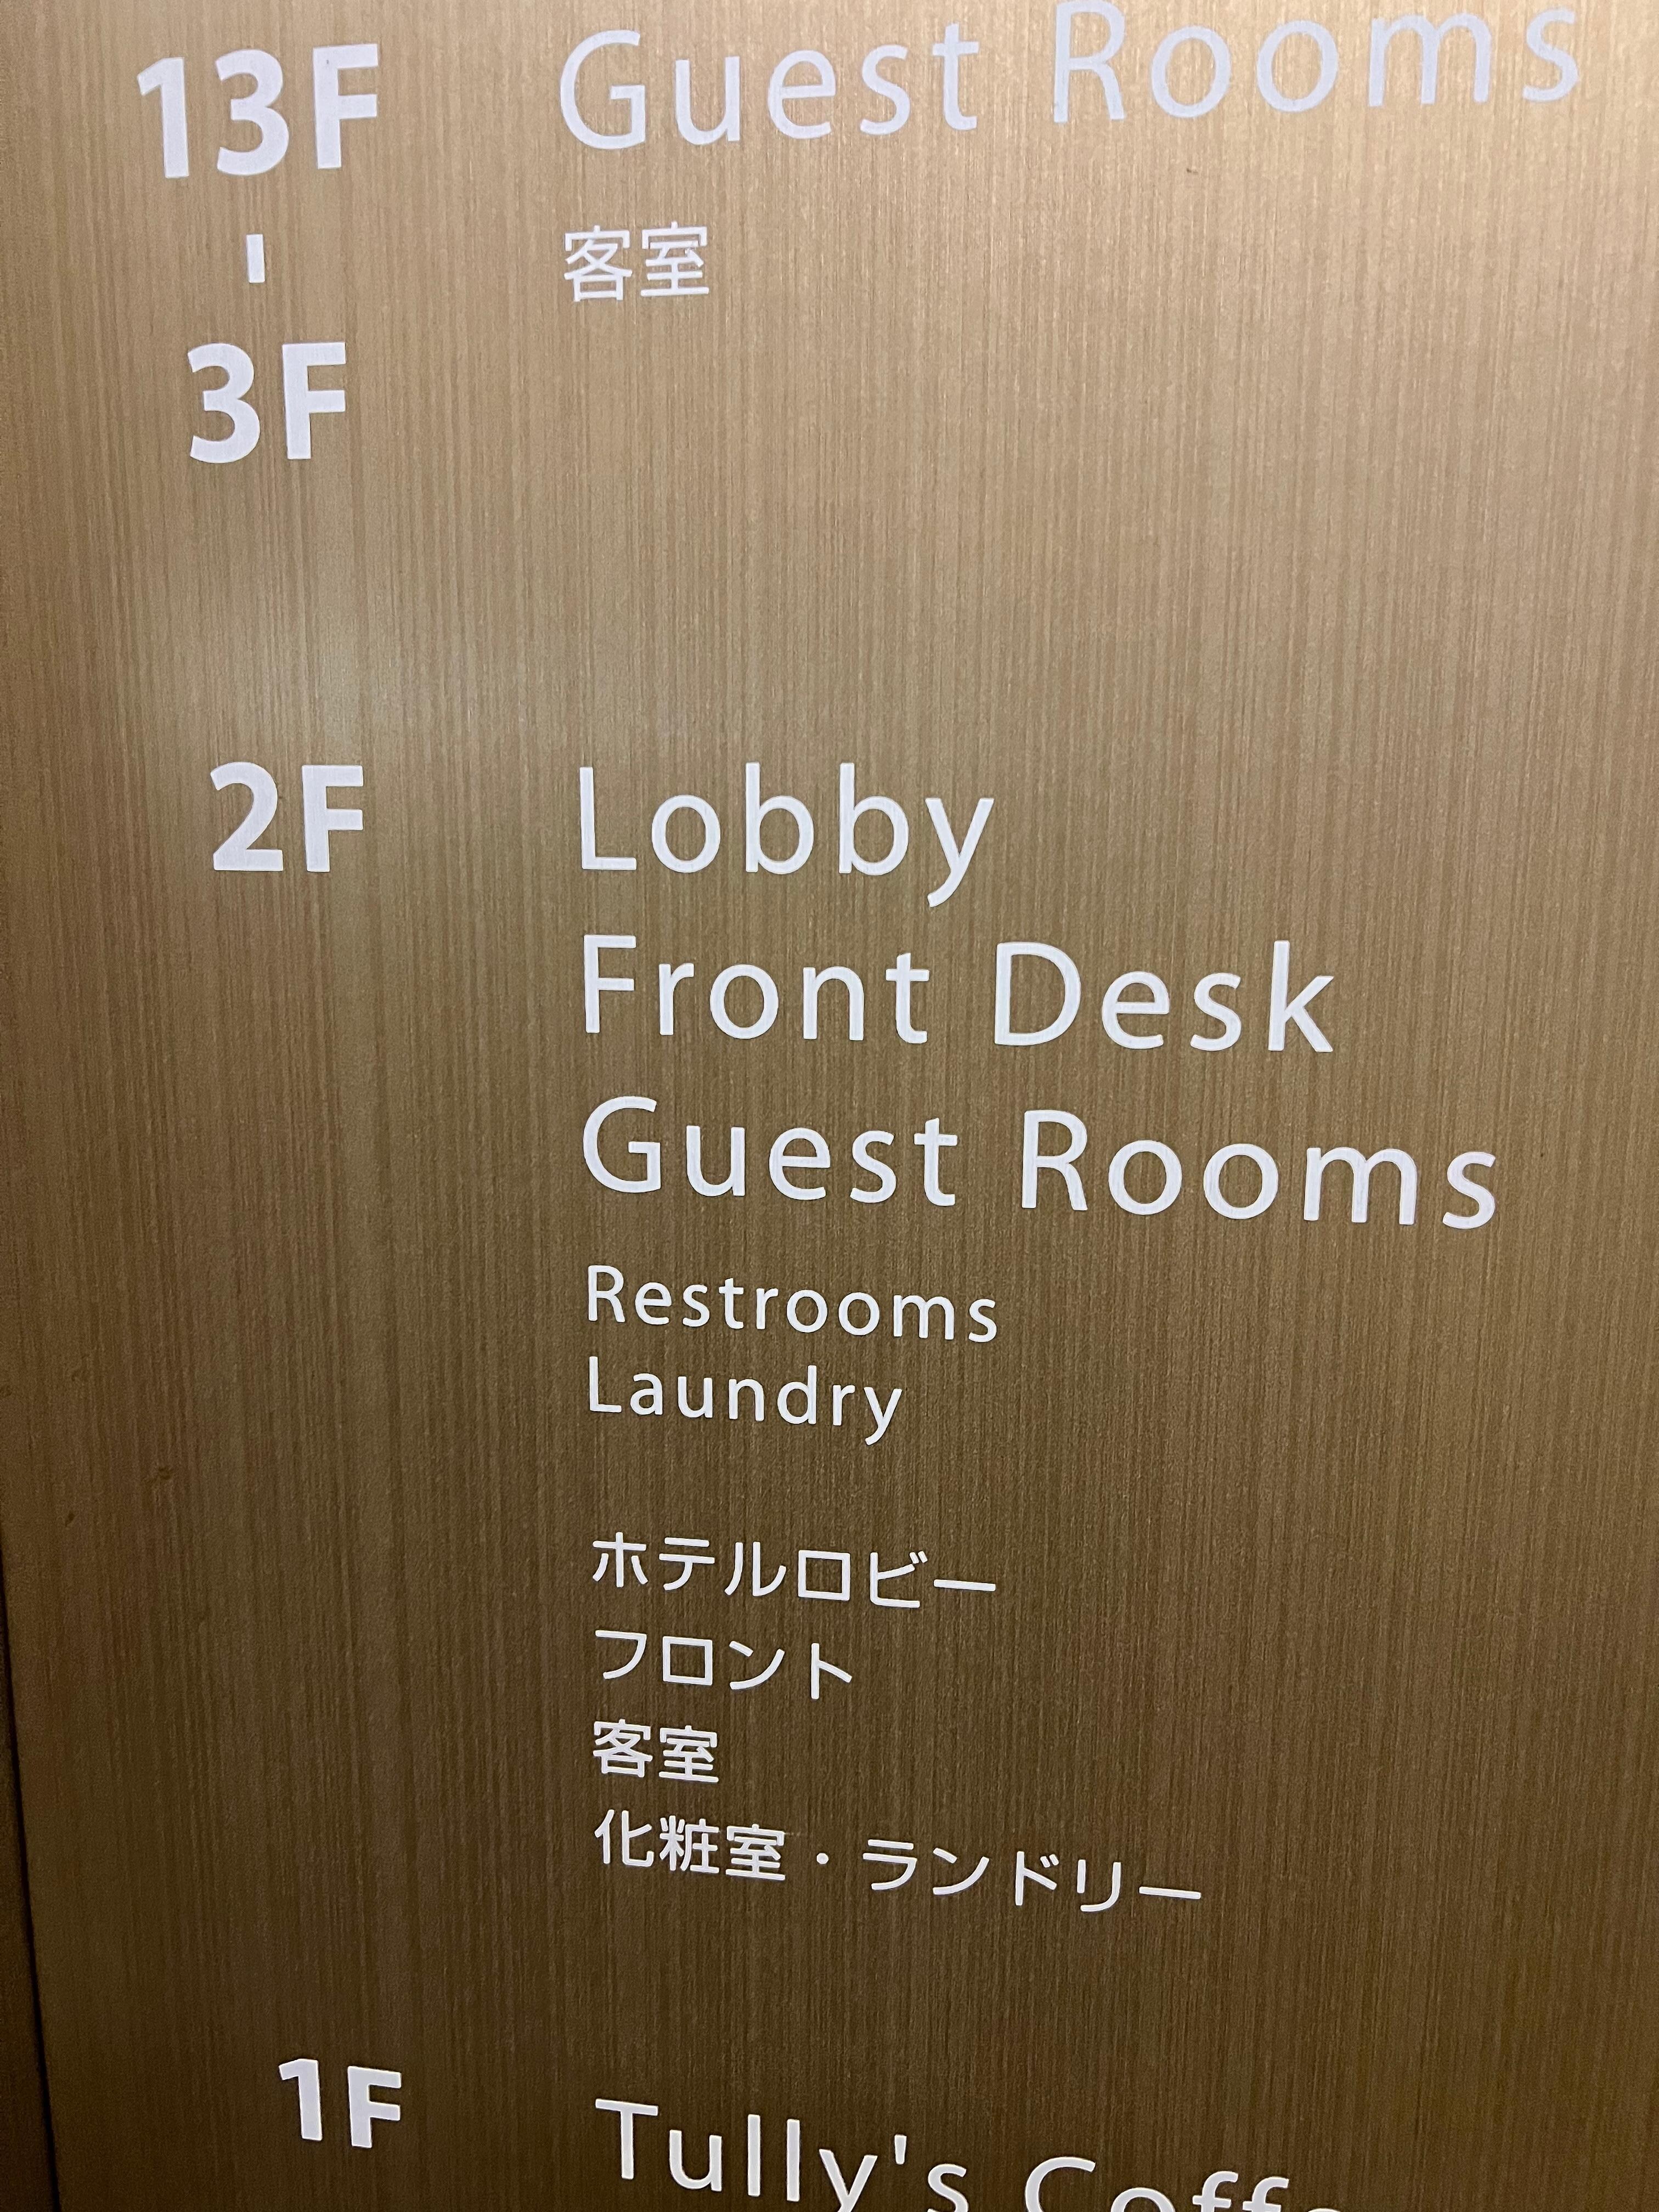 13F Guest Rooms
- 客室
3F
2F Lobby
Front Desk
Guest Rooms
Restrooms
Laundry
ホテルロビー
フロント
客室
化粧室・ランドリー
1F Tully's